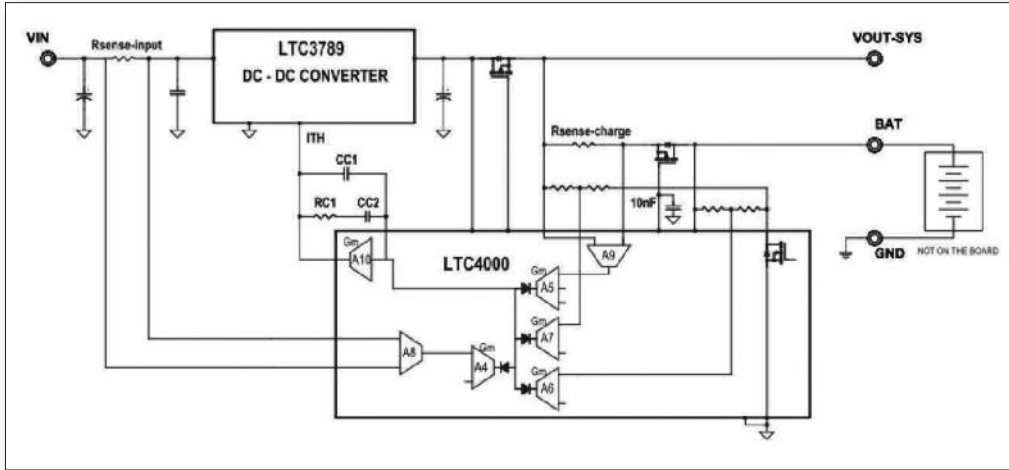 VIN
Rsense-input
LTC3789
DC - DC CONVERTER
VOUT-SYS
ITH
Rsense-charge
BAT
CC1
RC1
CC2
10nF
GND
NOT ON THE BOARD
LTC4000
Gm
A10
A9
Gm
A5
Gm
A7
A8
Gm
A4
Gm
A6